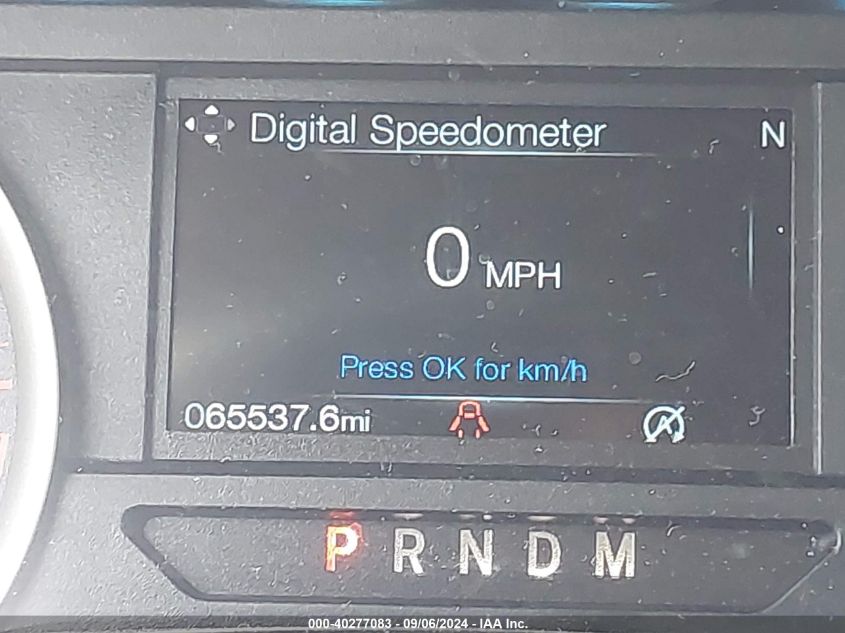 Digital Speedometer N
0 MPH
Press OK for km/h
065537.6mi
P R N D M
000-40277083 - 09/06/2024 - IAA Inc.